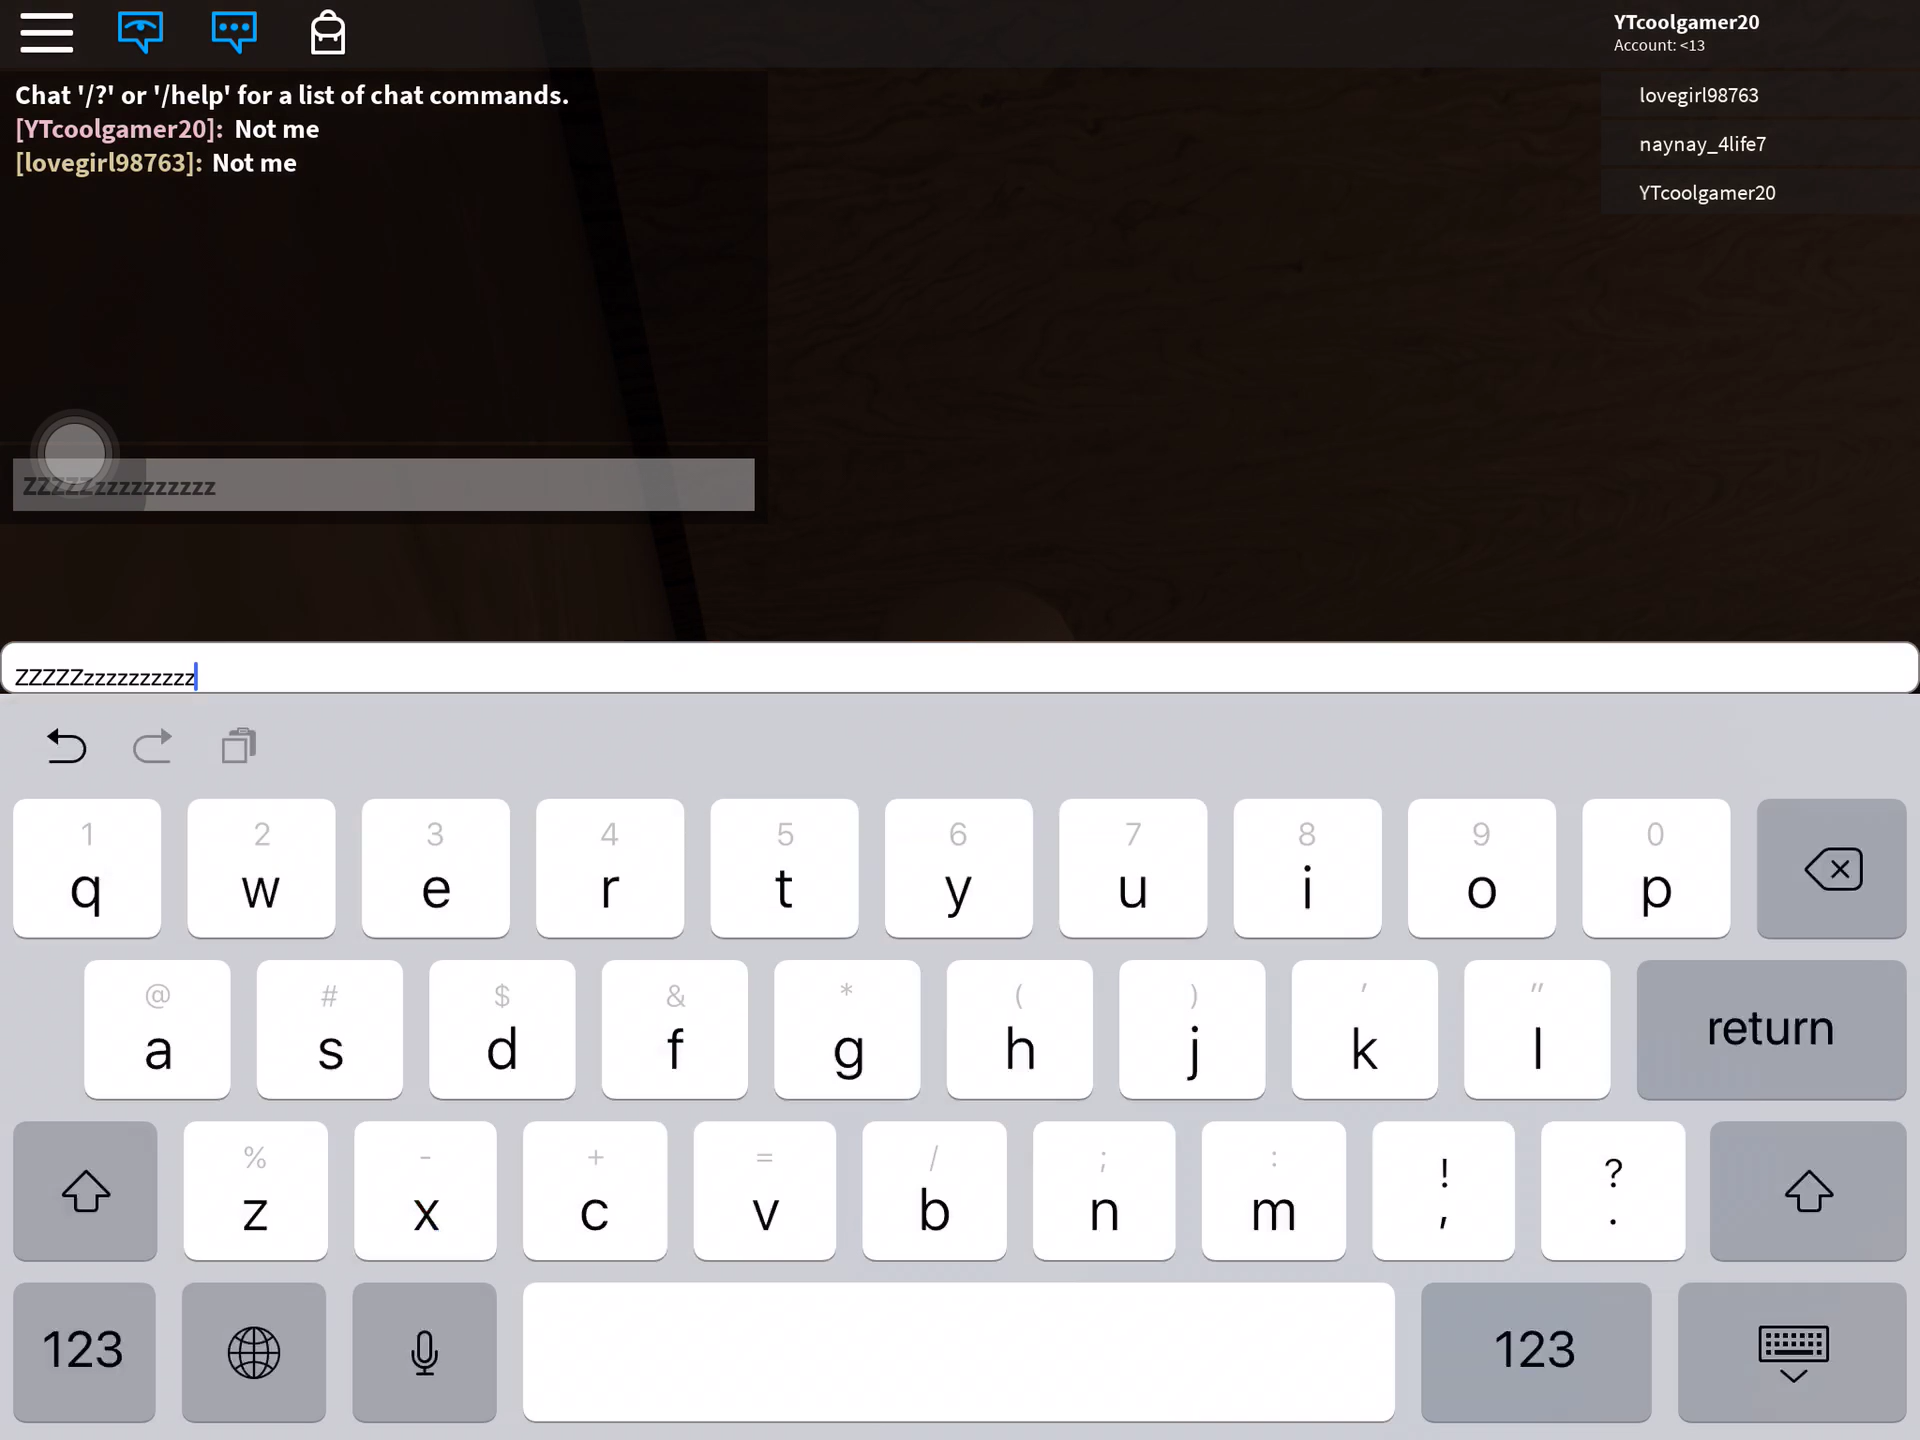 YTcoolgamer20
Account: <13
Chat '/?' or '/help' for a list of chat commands.
[YTcoolgamer20]: Not me
[lovegirl98763]: Not me
lovegirl98763
naynay_4life7
YTcoolgamer20
ZZZZZzzzzzzzzzz
ZZZZZzzzzzzzzzz
1 2 3 4 5 6 7 8 9 0
q w e r t y u i o p
@ # $ & * ( ) ' "
a s d f g h j k l return
% - + = / ; : ! ?
z x c v b n m , .
123 123